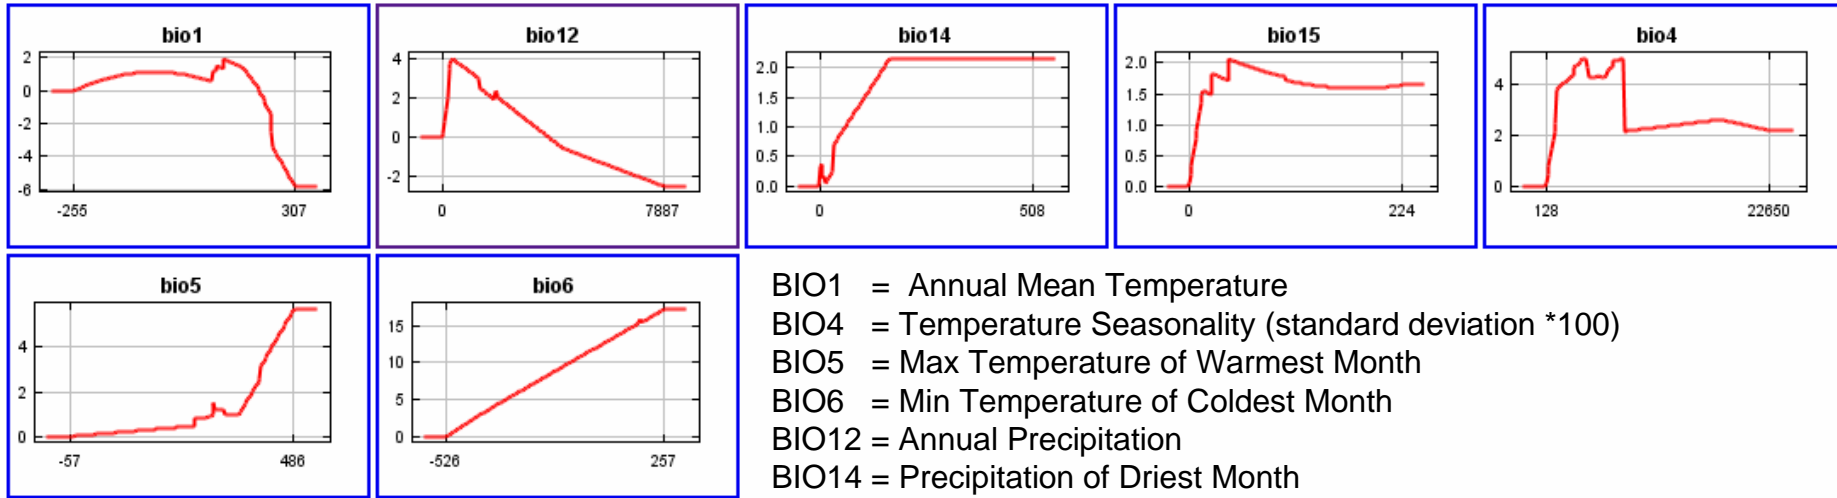 bio1
2
0
-2
-4
-6
-255 307
bio12
4
2
0
-2
0 7887
bio14
2.0
1.5
1.0
0.5
0.0
0 508
bio15
2.0
1.5
1.0
0.5
0.0
0 224
bio4
4
2
0
128 22650
bio5
4
2
0
-57 486
bio6
15
10
5
0
-526 257
BIO1 = Annual Mean Temperature
BIO4 = Temperature Seasonality (standard deviation *100)
BIO5 = Max Temperature of Warmest Month
BIO6 = Min Temperature of Coldest Month
BIO12 = Annual Precipitation
BIO14 = Precipitation of Driest Month